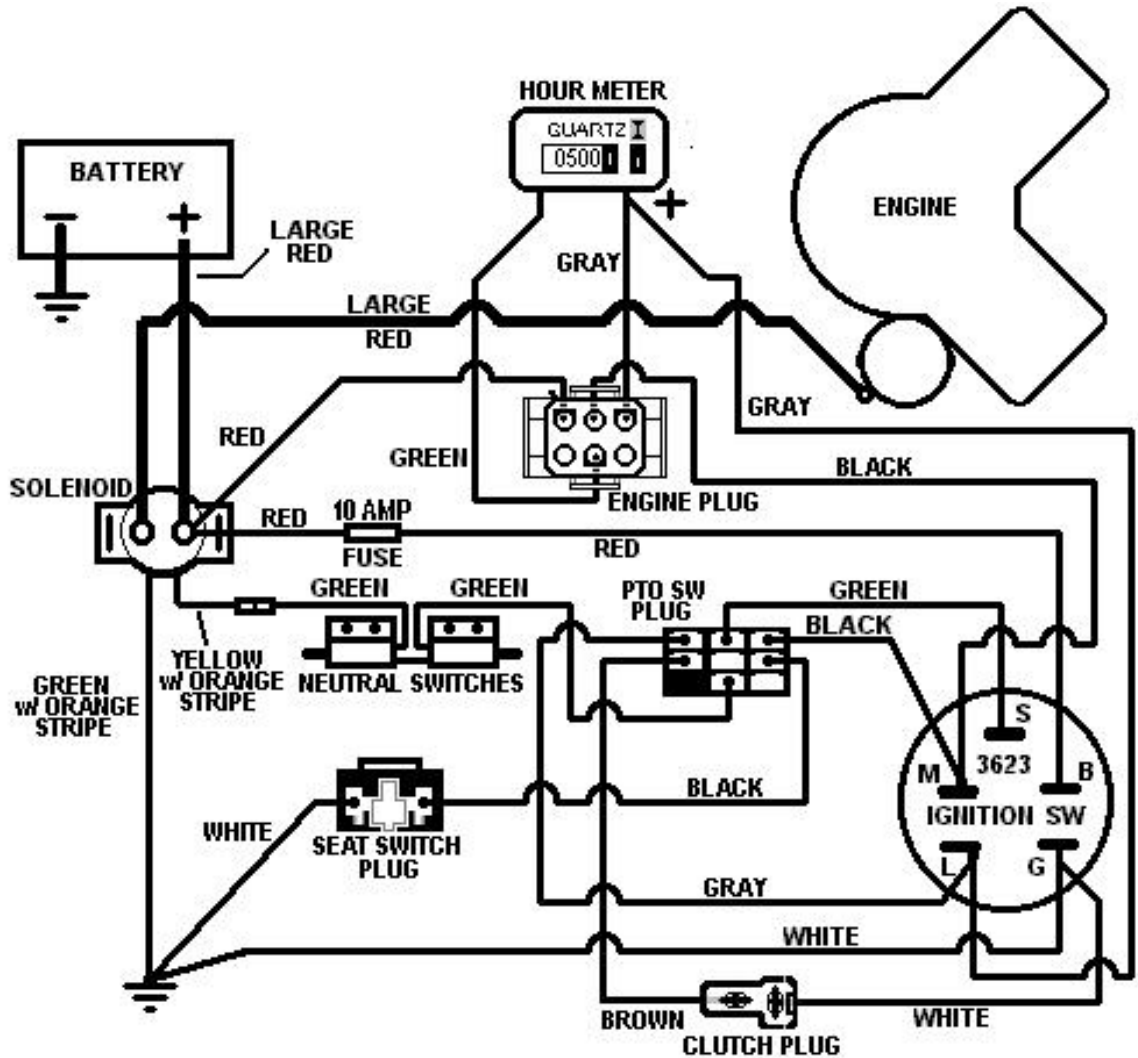 HOUR METER
QUARTZ
0500
BATTERY
− +
LARGE
RED
ENGINE
+
GRAY
LARGE
RED
GRAY
RED
GREEN
BLACK
SOLENOID
ENGINE PLUG
RED
10 AMP
FUSE
RED
GREEN
GREEN
PTO SW
PLUG
GREEN
BLACK
YELLOW
w/ ORANGE
STRIPE
NEUTRAL SWITCHES
GREEN
w/ ORANGE
STRIPE
S
3623
M
B
IGNITION SW
L
G
BLACK
WHITE
SEAT SWITCH
PLUG
GRAY
WHITE
BROWN
WHITE
CLUTCH PLUG